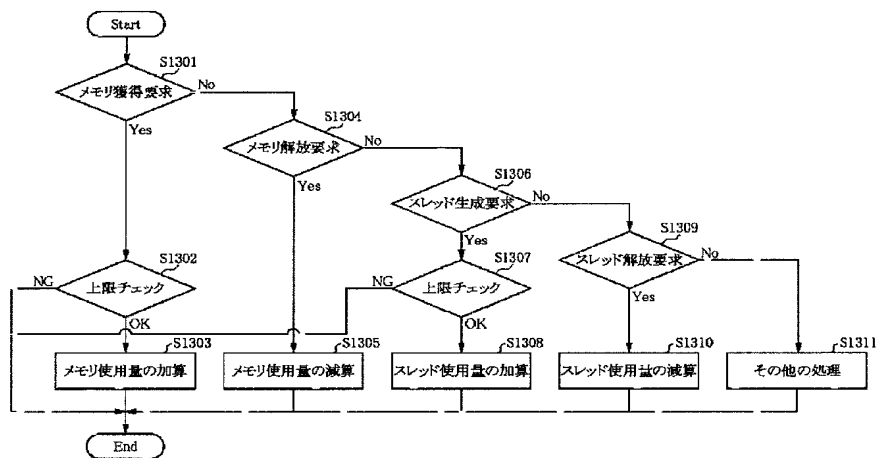 Start
S1301
メモリ獲得要求
No
Yes
S1304
メモリ解放要求
No
Yes
S1306
スレッド生成要求
No
Yes
S1309
スレッド解放要求
No
Yes
S1302
NG
上限チェック
OK
S1307
NG
上限チェック
OK
S1303
メモリ使用量の加算
S1305
メモリ使用量の減算
S1308
スレッド使用量の加算
S1310
スレッド使用量の減算
S1311
その他の処理
End